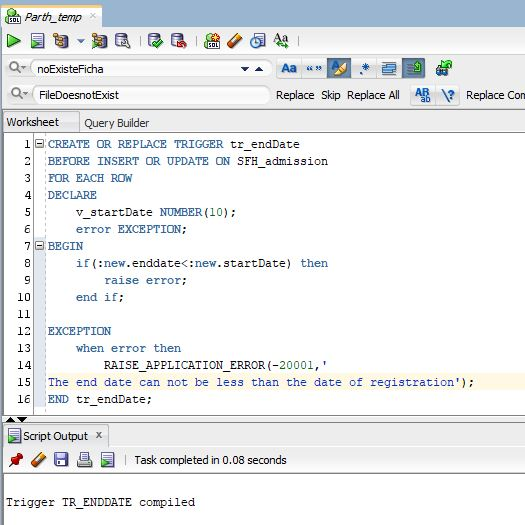 Parth_temp
noExisteFicha
Aa “” .*
FileDoesnotExist
Replace Skip Replace All AB ab \? Replace Con
Worksheet Query Builder
1 CREATE OR REPLACE TRIGGER tr_endDate
2 BEFORE INSERT OR UPDATE ON SFH_admission
3 FOR EACH ROW
4 DECLARE
5 v_startDate NUMBER(10);
6 error EXCEPTION;
7 BEGIN
8 if(:new.enddate<:new.startDate) then
9 raise error;
10 end if;
11
12 EXCEPTION
13 when error then
14 RAISE_APPLICATION_ERROR(-20001,'
15 The end date can not be less than the date of registration');
16 END tr_endDate;
Script Output x
Task completed in 0.08 seconds
Trigger TR_ENDDATE compiled